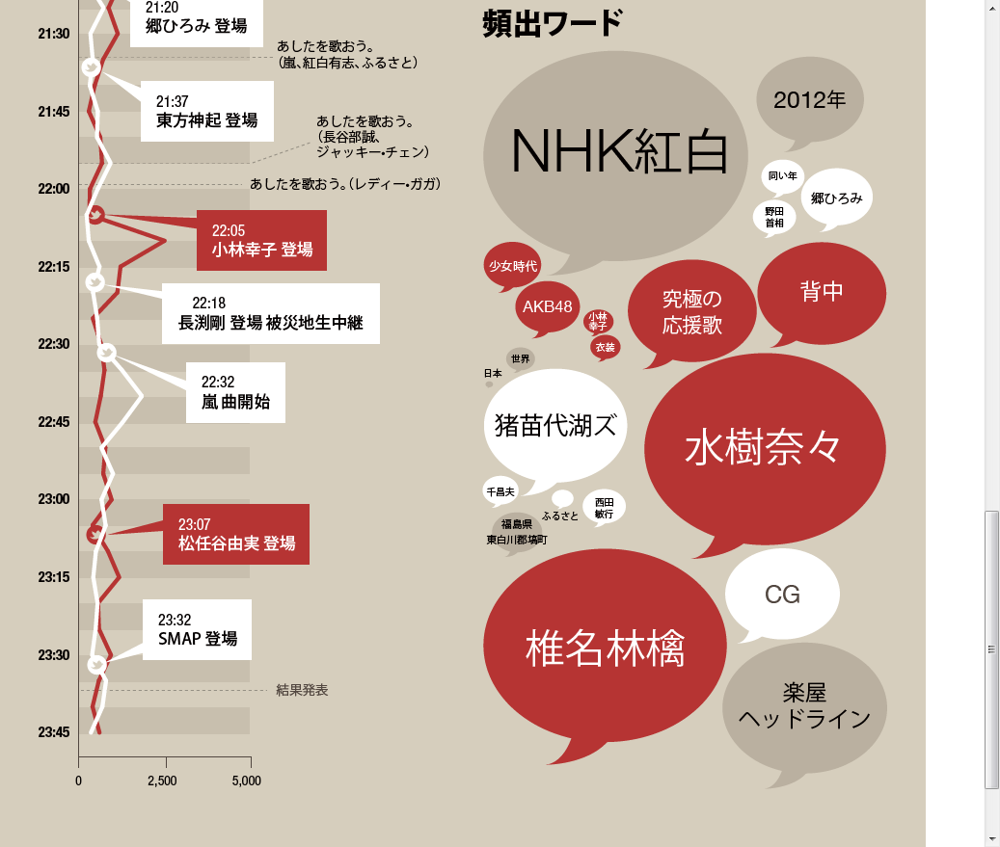 21:20
郷ひろみ 登場
21:30
あしたを歌おう。
（嵐、紅白有志、ふるさと）
21:37
東方神起 登場
21:45
あしたを歌おう。
（長谷部誠、
ジャッキー・チェン）
22:00
あしたを歌おう。（レディー・ガガ）
22:05
小林幸子 登場
22:15
22:18
長渕剛 登場 被災地生中継
22:30
22:32
嵐 曲開始
22:45
23:00
23:07
松任谷由実 登場
23:15
23:32
SMAP 登場
23:30
結果発表
23:45
0
2,500
5,000
頻出ワード
NHK紅白
2012年
同い年
郷ひろみ
野田
首相
少女時代
AKB48
小林
幸子
衣装
究極の
応援歌
背中
世界
日本
猪苗代湖ズ
水樹奈々
千昌夫
ふるさと
西田
敏行
福島県
東白川郡塙町
椎名林檎
CG
楽屋
ヘッドライン